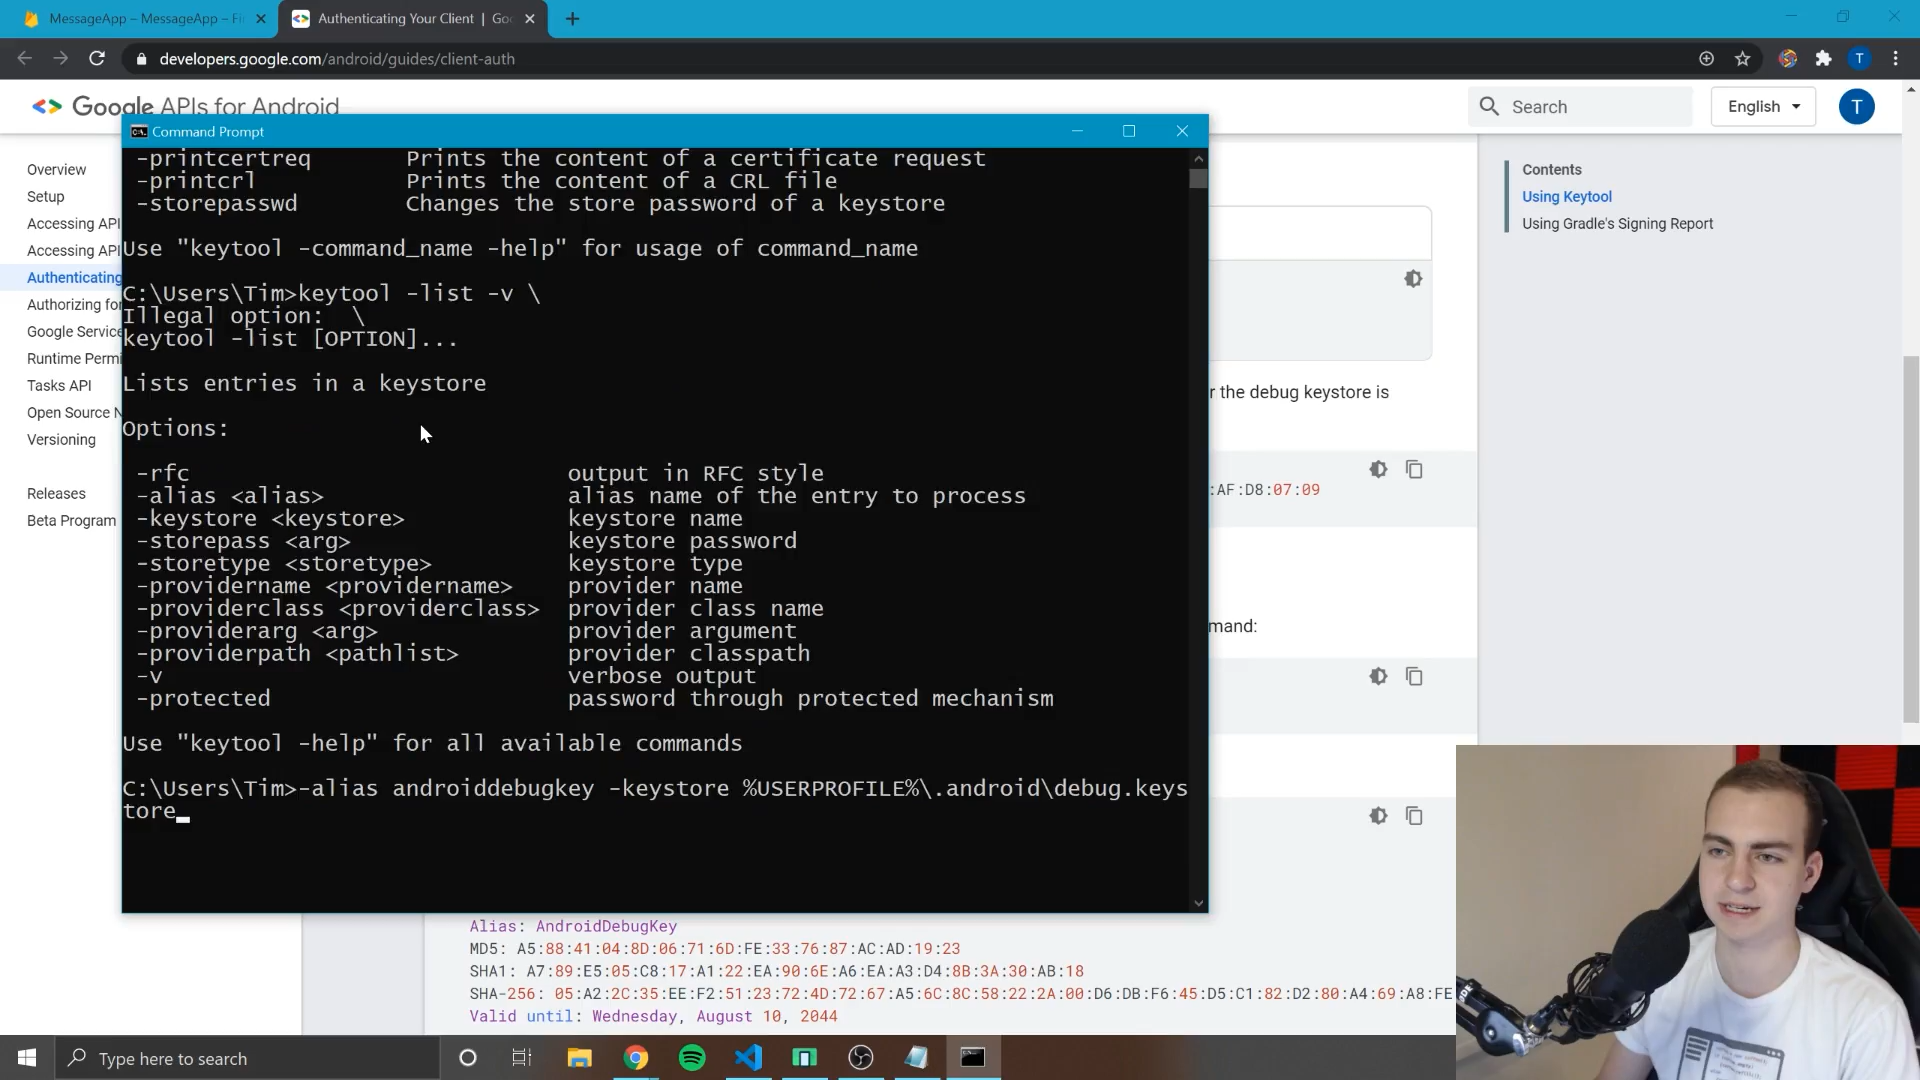 MessageApp – MessageApp – Fi
Authenticating Your Client | Goo
developers.google.com/android/guides/client-auth
T
Google APIs for Android
Search
English
T
Overview
Setup
Accessing API
Accessing API
Authenticating
Authorizing for
Google Service
Runtime Permi
Tasks API
Open Source N
Versioning
Releases
Beta Program
Command Prompt
-printcertreq Prints the content of a certificate request
-printcrl Prints the content of a CRL file
-storepasswd Changes the store password of a keystore
Use "keytool -command_name -help" for usage of command_name
C:\Users\Tim>keytool -list -v \
Illegal option:  \
keytool -list [OPTION]...
Lists entries in a keystore
Options:
-rfc output in RFC style
-alias <alias> alias name of the entry to process
-keystore <keystore> keystore name
-storepass <arg> keystore password
-storetype <storetype> keystore type
-providername <providername> provider name
-providerclass <providerclass> provider class name
-providerarg <arg> provider argument
-providerpath <pathlist> provider classpath
-v verbose output
-protected password through protected mechanism
Use "keytool -help" for all available commands
C:\Users\Tim>-alias androiddebugkey -keystore %USERPROFILE%\.android\debug.keys
tore
r the debug keystore is
:AF:D8:07:09
mand:
Contents
Using Keytool
Using Gradle's Signing Report
Alias: AndroidDebugKey
MD5: A5:88:41:04:8D:06:71:6D:FE:33:76:87:AC:AD:19:23
SHA1: A7:89:E5:05:C8:17:A1:22:EA:90:6E:A6:EA:A3:D4:8B:3A:30:AB:18
SHA-256: 05:A2:2C:35:EE:F2:51:23:72:4D:72:67:A5:6C:8C:58:22:2A:00:D6:DB:F6:45:D5:C1:82:D2:80:A4:69:A8:FE
Valid until: Wednesday, August 10, 2044
Type here to search